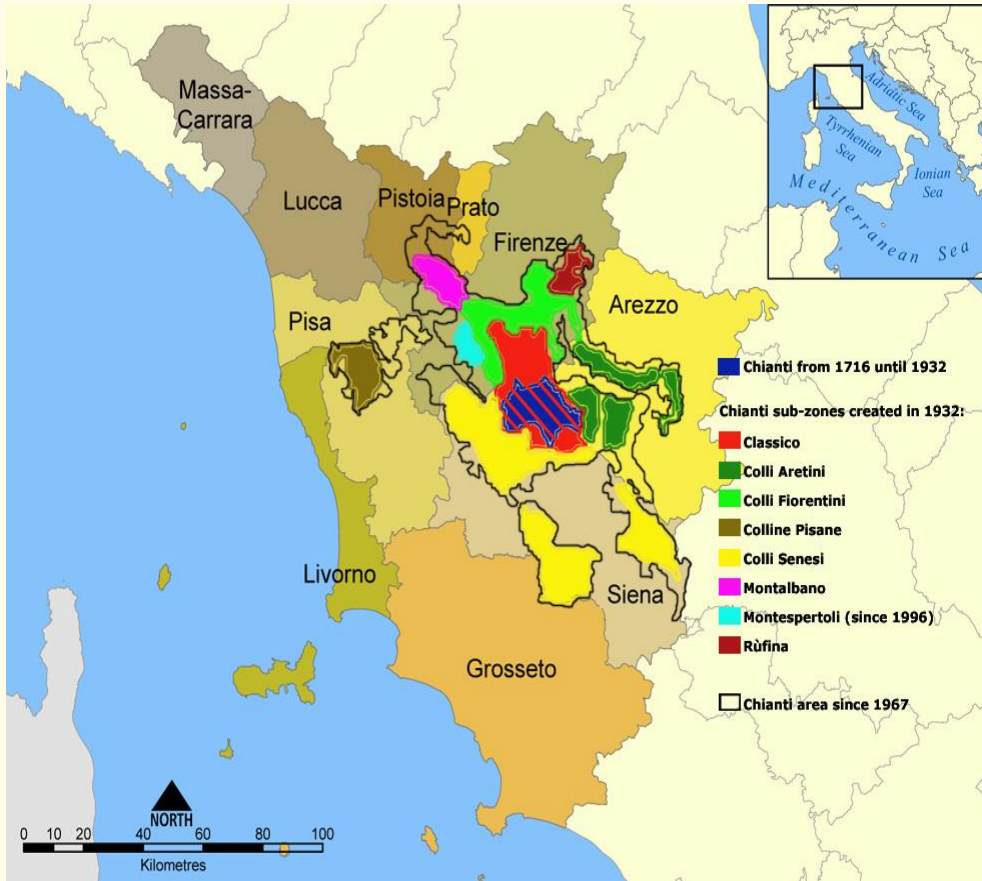 Massa-
Carrara
Lucca
Pistoia
Prato
Firenze
Pisa
Arezzo
Livorno
Siena
Grosseto
Adriatic Sea
Tyrrhenian
Sea
Ionian
Sea
Mediterranean Sea
Chianti from 1716 until 1932
Chianti sub-zones created in 1932:
Classico
Colli Aretini
Colli Fiorentini
Colline Pisane
Colli Senesi
Montalbano
Montespertoli (since 1996)
Rùfina
Chianti area since 1967
NORTH
0 10 20 40 60 80 100
Kilometres